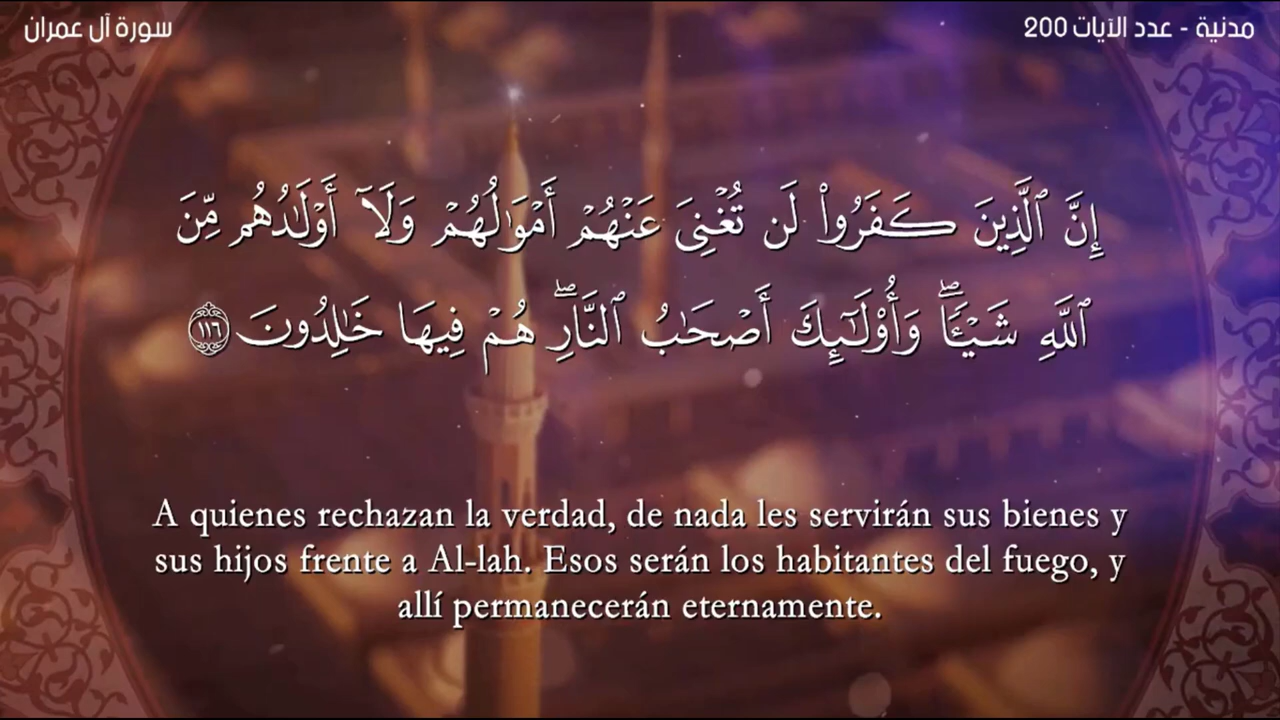 سورة آل عمران
مدنية - عدد الآيات 200
إِنَّ ٱلَّذِينَ كَفَرُوا۟ لَن تُغْنِىَ عَنْهُمْ أَمْوَٰلُهُمْ وَلَآ أَوْلَـٰدُهُم مِّنَ
ٱللَّهِ شَيْـًٔا ۖ وَأُو۟لَـٰٓئِكَ أَصْحَـٰبُ ٱلنَّارِ ۖ هُمْ فِيهَا خَـٰلِدُونَ ١١٦
A quienes rechazan la verdad, de nada les servirán sus bienes y
sus hijos frente a Al-lah. Esos serán los habitantes del fuego, y
allí permanecerán eternamente.